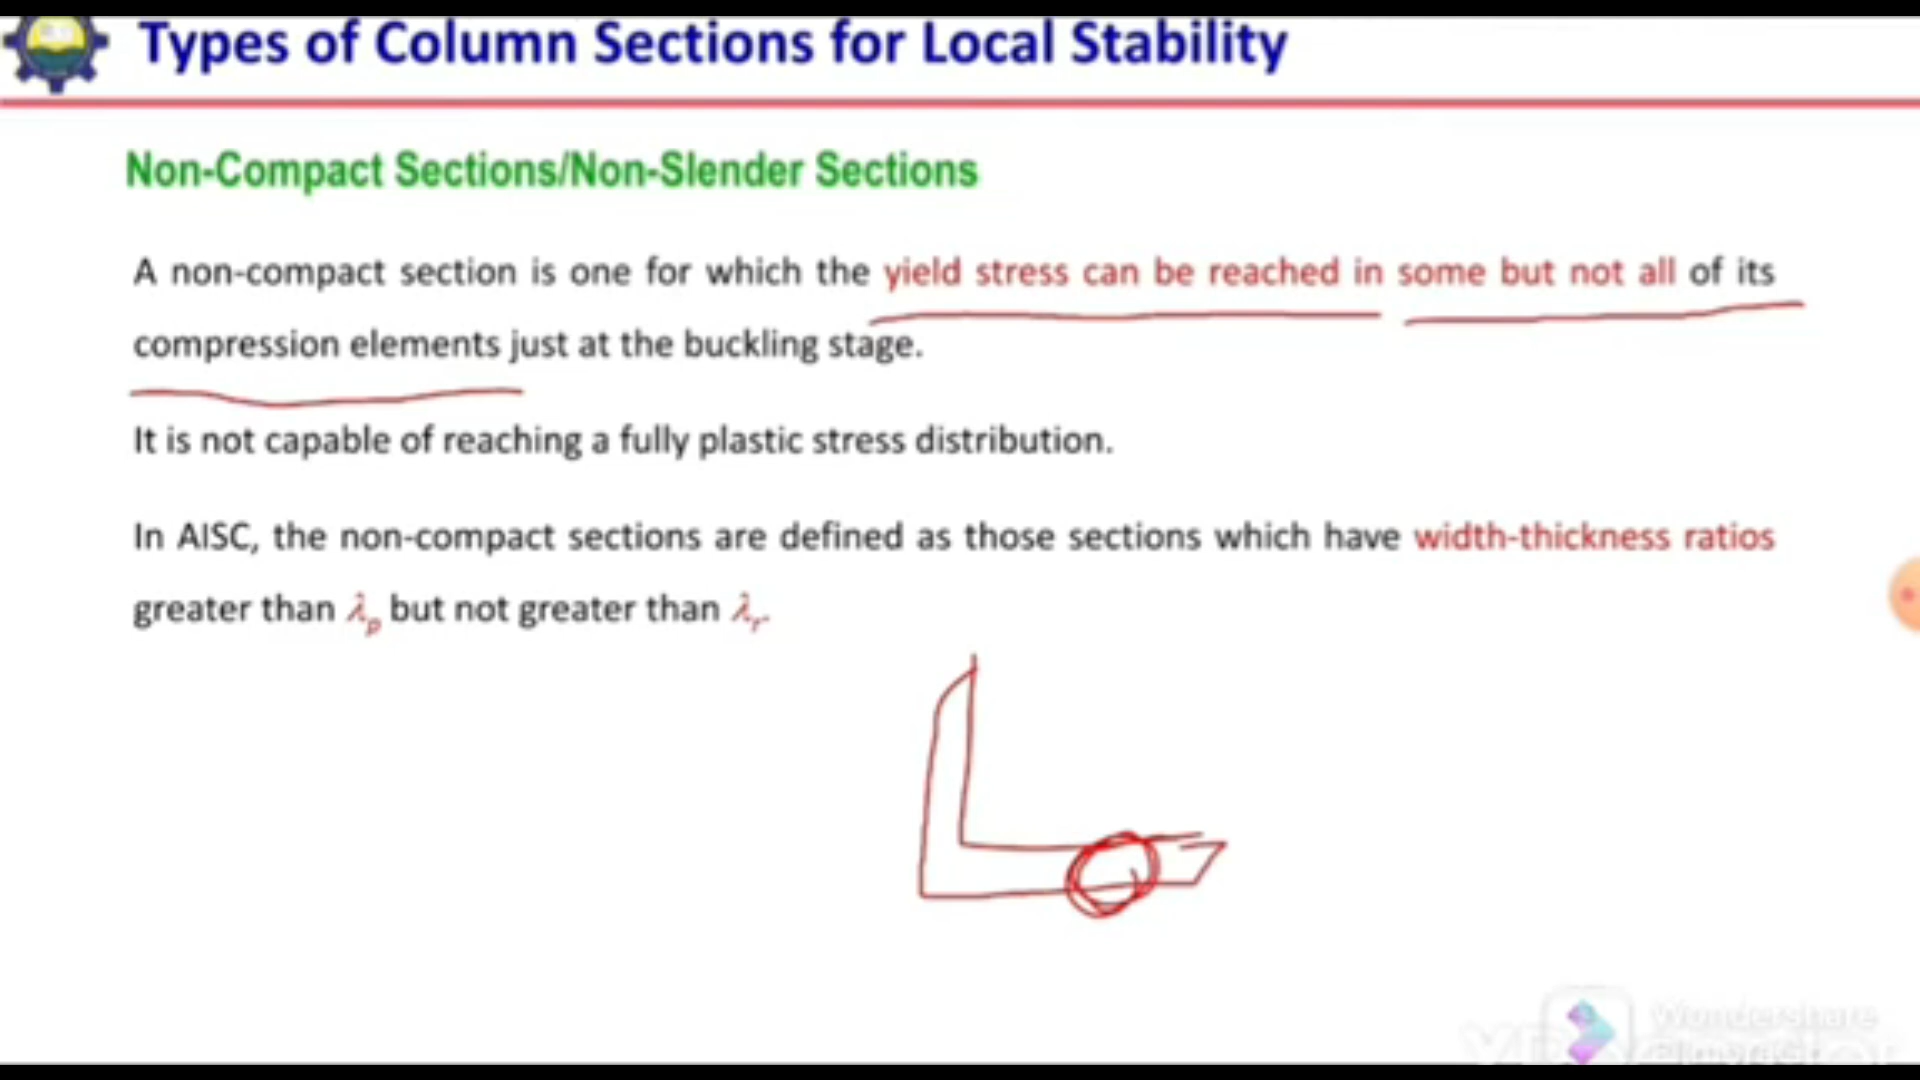 Types of Column Sections for Local Stability
Non-Compact Sections/Non-Slender Sections
A non-compact section is one for which the yield stress can be reached in some but not all of its
compression elements just at the buckling stage.
It is not capable of reaching a fully plastic stress distribution.
In AISC, the non-compact sections are defined as those sections which have width-thickness ratios
greater than λp but not greater than λr.
Wondershare